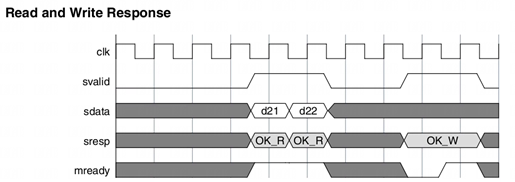 Read and Write Response
clk
svalid
sdata d21 d22
sresp OK_R OK_R OK_W
mready